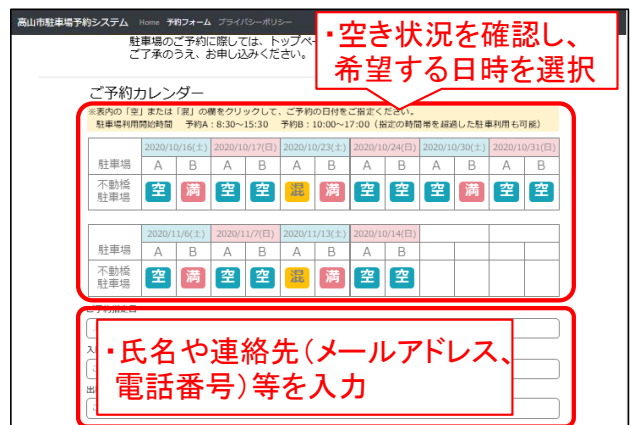 高山市駐車場予約システム Home 予約フォーム プライバシーポリシー
・空き状況を確認し、
希望する日時を選択
駐車場のご予約に際しては、トップペー
ご了承のうえ、お申し込みください。
ご予約カレンダー
※表内の「空」または「混」の欄をクリックして、ご予約の日付をご指定ください。
駐車場利用開始時間 予約A:8:30~15:30 予約B:10:00~17:00(指定の時間帯を超過した駐車利用も可能)
2020/10/16(土) 2020/10/17(日) 2020/10/23(土) 2020/10/24(日) 2020/10/30(土) 2020/10/31(日)
駐車場 A B A B A B A B A B A B
不動橋駐車場 空 満 空 空 混 満 空 空 空 満 空 空
2020/11/6(土) 2020/11/7(日) 2020/11/13(土) 2020/10/14(日)
駐車場 A B A B A B A B
不動橋駐車場 空 満 空 空 混 満 空 空
ご予約指定日
・氏名や連絡先(メールアドレス、
電話番号)等を入力